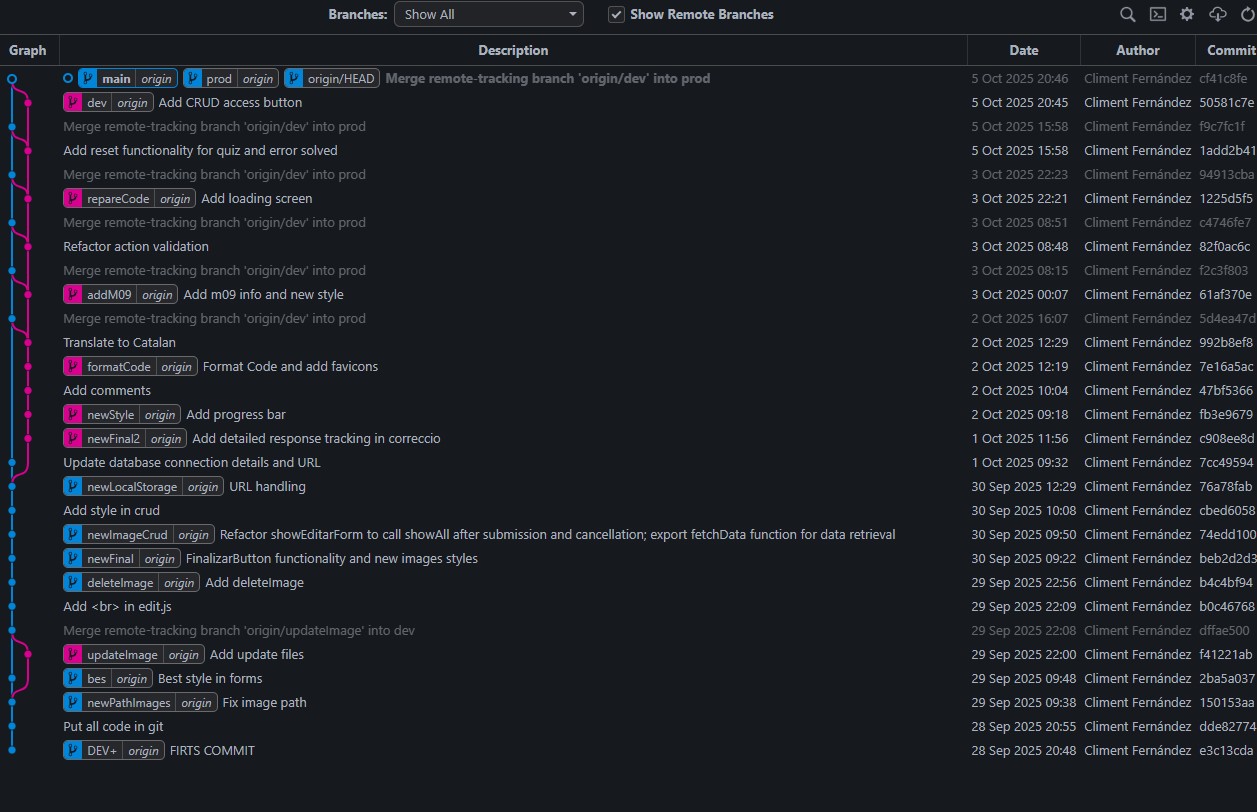 Branches: Show All Show Remote Branches
Graph Description Date Author Commit
main origin prod origin origin/HEAD Merge remote-tracking branch 'origin/dev' into prod 5 Oct 2025 20:46 Climent Fernández cf41c8fe
dev origin Add CRUD access button 5 Oct 2025 20:45 Climent Fernández 50581c7e
Merge remote-tracking branch 'origin/dev' into prod 5 Oct 2025 15:58 Climent Fernández f9c7fc1f
Add reset functionality for quiz and error solved 5 Oct 2025 15:58 Climent Fernández 1add2b41
Merge remote-tracking branch 'origin/dev' into prod 3 Oct 2025 22:23 Climent Fernández 94913cba
repareCode origin Add loading screen 3 Oct 2025 22:21 Climent Fernández 1225d5f5
Merge remote-tracking branch 'origin/dev' into prod 3 Oct 2025 08:51 Climent Fernández c4746fe7
Refactor action validation 3 Oct 2025 08:48 Climent Fernández 82f0ac6c
Merge remote-tracking branch 'origin/dev' into prod 3 Oct 2025 08:15 Climent Fernández f2c3f803
addM09 origin Add m09 info and new style 3 Oct 2025 00:07 Climent Fernández 61af370e
Merge remote-tracking branch 'origin/dev' into prod 2 Oct 2025 16:07 Climent Fernández 5d4ea47d
Translate to Catalan 2 Oct 2025 12:29 Climent Fernández 992b8ef8
formatCode origin Format Code and add favicons 2 Oct 2025 12:19 Climent Fernández 7e16a5ac
Add comments 2 Oct 2025 10:04 Climent Fernández 47bf5366
newStyle origin Add progress bar 2 Oct 2025 09:18 Climent Fernández fb3e9679
newFinal2 origin Add detailed response tracking in correccio 1 Oct 2025 11:56 Climent Fernández c908ee8d
Update database connection details and URL 1 Oct 2025 09:32 Climent Fernández 7cc49594
newLocalStorage origin URL handling 30 Sep 2025 12:29 Climent Fernández 76a78fab
Add style in crud 30 Sep 2025 10:08 Climent Fernández cbed6058
newImageCrud origin Refactor showEditarForm to call showAll after submission and cancellation; export fetchData function for data retrieval 30 Sep 2025 09:50 Climent Fernández 74edd100
newFinal origin FinalizarButton functionality and new images styles 30 Sep 2025 09:22 Climent Fernández beb2d2d3
deleteImage origin Add deleteImage 29 Sep 2025 22:56 Climent Fernández b4c4bf94
Add <br> in edit.js 29 Sep 2025 22:09 Climent Fernández b0c46768
Merge remote-tracking branch 'origin/updateImage' into dev 29 Sep 2025 22:08 Climent Fernández dffae500
updateImage origin Add update files 29 Sep 2025 22:00 Climent Fernández f41221ab
bes origin Best style in forms 29 Sep 2025 09:48 Climent Fernández 2ba5a037
newPathImages origin Fix image path 29 Sep 2025 09:38 Climent Fernández 150153aa
Put all code in git 28 Sep 2025 20:55 Climent Fernández dde82774
DEV+ origin FIRTS COMMIT 28 Sep 2025 20:48 Climent Fernández e3c13cda